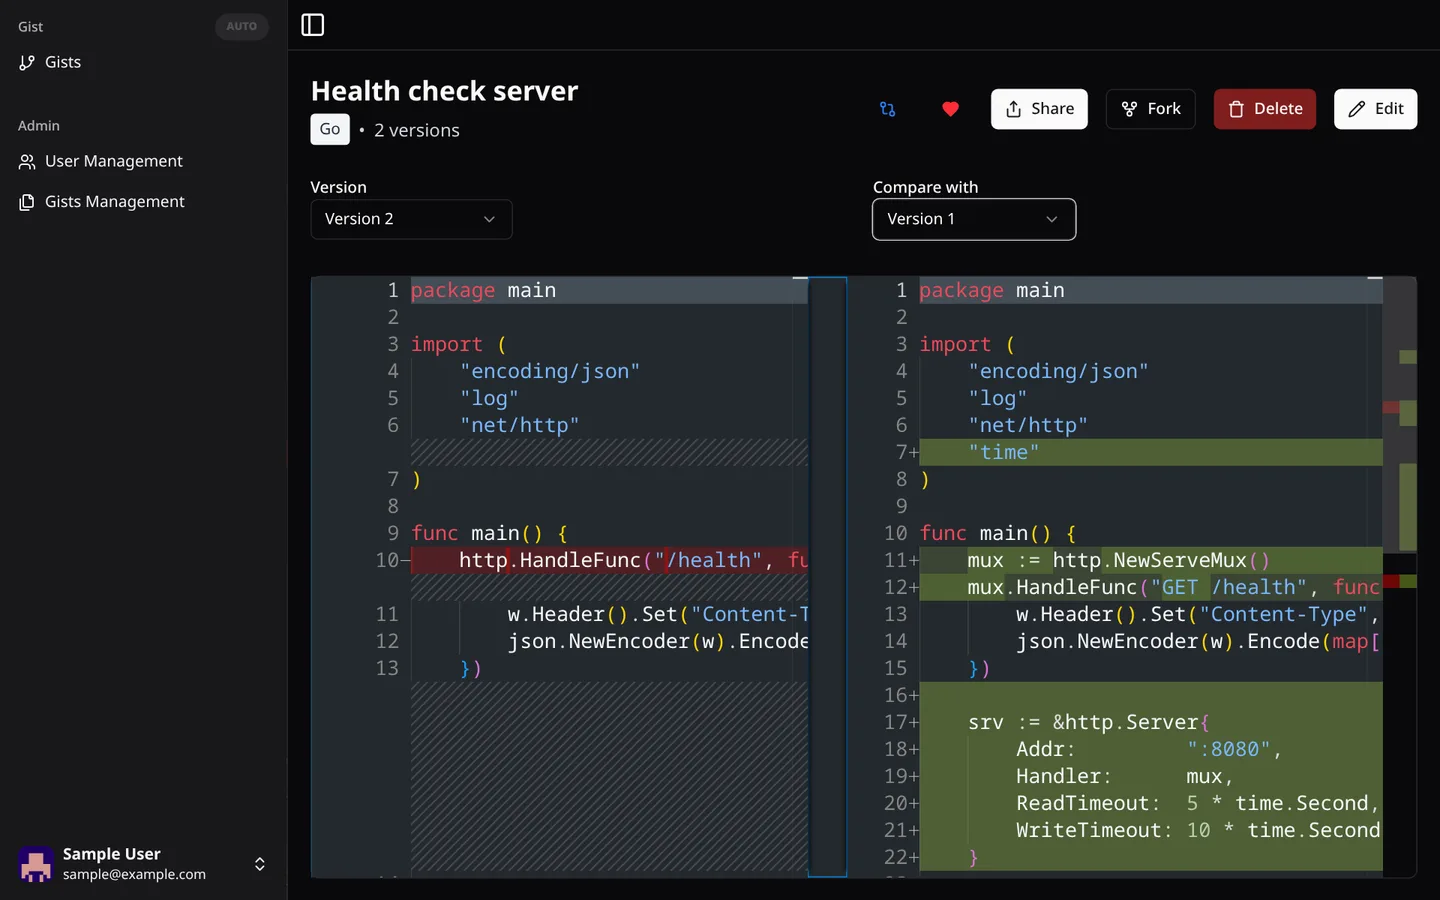 Gist
AUTO
Gists
Admin
User Management
Gists Management
Sample User
sample@example.com
Health check server
Go • 2 versions
Share
Fork
Delete
Edit
Version
Version 2
Compare with
Version 1
1 package main
2
3 import (
4 "encoding/json"
5 "log"
6 "net/http"
7 )
8
9 func main() {
10− http.HandleFunc("/health", fu
11 w.Header().Set("Content-T
12 json.NewEncoder(w).Encode
13 })
1 package main
2
3 import (
4 "encoding/json"
5 "log"
6 "net/http"
7+ "time"
8 )
9
10 func main() {
11+ mux := http.NewServeMux()
12+ mux.HandleFunc("GET /health", func
13 w.Header().Set("Content-Type",
14 json.NewEncoder(w).Encode(map[
15 })
16+
17+ srv := &http.Server{
18+ Addr: ":8080",
19+ Handler: mux,
20+ ReadTimeout: 5 * time.Second,
21+ WriteTimeout: 10 * time.Second
22+ }